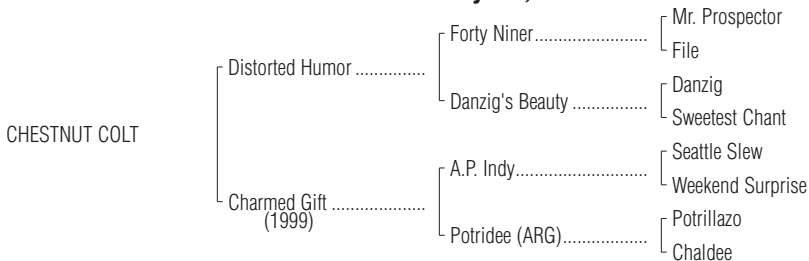 Mr. Prospector
Forty Niner..................
File
Distorted Humor ...............
Danzig
Danzig's Beauty ................
Sweetest Chant
CHESTNUT COLT
Seattle Slew
A.P. Indy......................
Weekend Surprise
Charmed Gift ....................
(1999)
Potrillazo
Potridee (ARG)..................
Chaldee